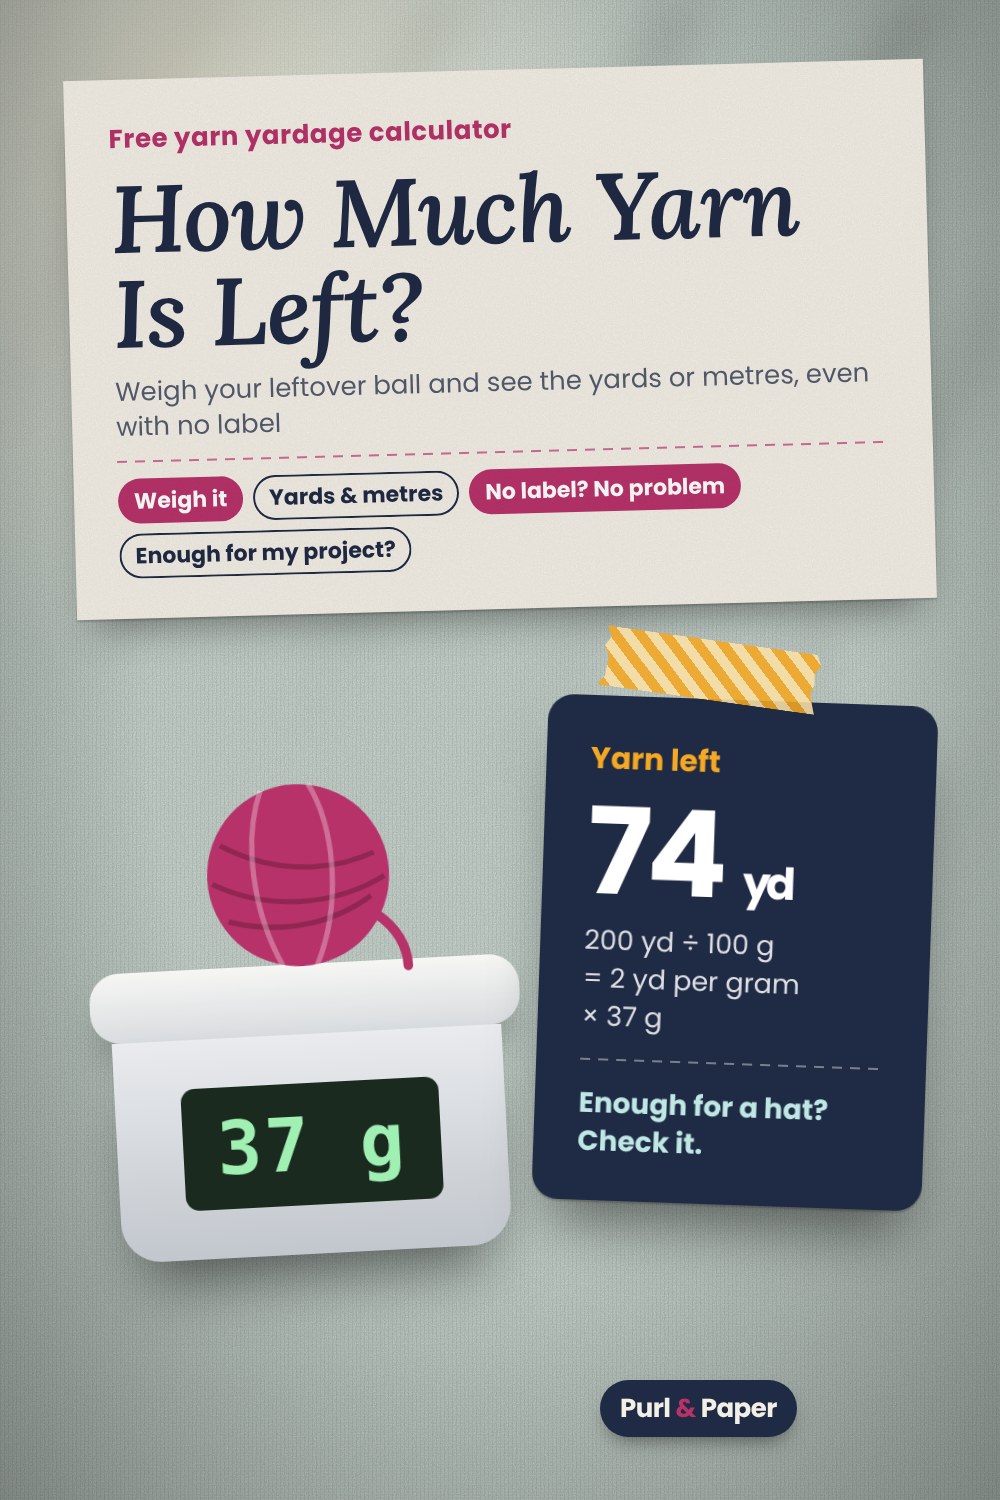 Free yarn yardage calculator
How Much Yarn
Is Left?
Weigh your leftover ball and see the yards or metres, even
with no label
Weigh it
Yards & metres
No label? No problem
Enough for my project?
Yarn left
74 yd
200 yd ÷ 100 g
= 2 yd per gram
× 37 g
Enough for a hat?
Check it.
37 g
Purl & Paper